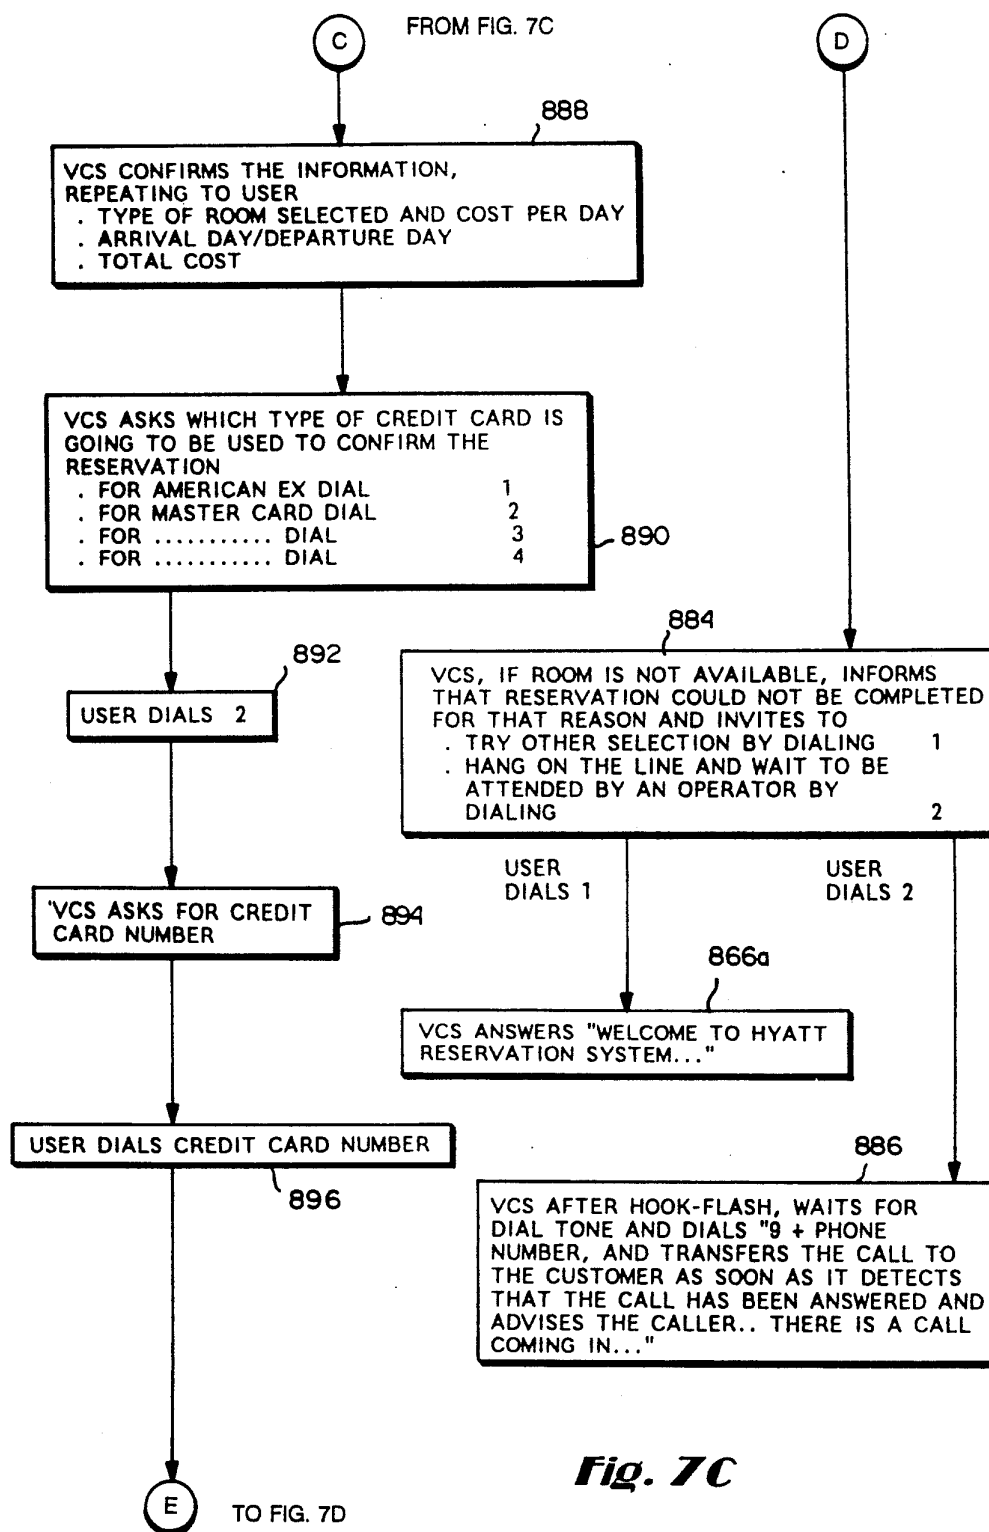 C
FROM FIG. 7C
D
888
VCS CONFIRMS THE INFORMATION,
REPEATING TO USER
. TYPE OF ROOM SELECTED AND COST PER DAY
. ARRIVAL DAY/DEPARTURE DAY
. TOTAL COST
VCS ASKS WHICH TYPE OF CREDIT CARD IS
GOING TO BE USED TO CONFIRM THE
RESERVATION
. FOR AMERICAN EX DIAL 1
. FOR MASTER CARD DIAL 2
. FOR ........... DIAL 3
. FOR ........... DIAL 4
890
892
USER DIALS 2
884
VCS, IF ROOM IS NOT AVAILABLE, INFORMS
THAT RESERVATION COULD NOT BE COMPLETED
FOR THAT REASON AND INVITES TO
. TRY OTHER SELECTION BY DIALING 1
. HANG ON THE LINE AND WAIT TO BE
ATTENDED BY AN OPERATOR BY
DIALING 2
USER
DIALS 1
USER
DIALS 2
'VCS ASKS FOR CREDIT
CARD NUMBER
894
866a
VCS ANSWERS "WELCOME TO HYATT
RESERVATION SYSTEM..."
USER DIALS CREDIT CARD NUMBER
896
886
VCS AFTER HOOK-FLASH, WAITS FOR
DIAL TONE AND DIALS "9 + PHONE
NUMBER, AND TRANSFERS THE CALL TO
THE CUSTOMER AS SOON AS IT DETECTS
THAT THE CALL HAS BEEN ANSWERED AND
ADVISES THE CALLER.. THERE IS A CALL
COMING IN..."
Fig. 7C
E
TO FIG. 7D